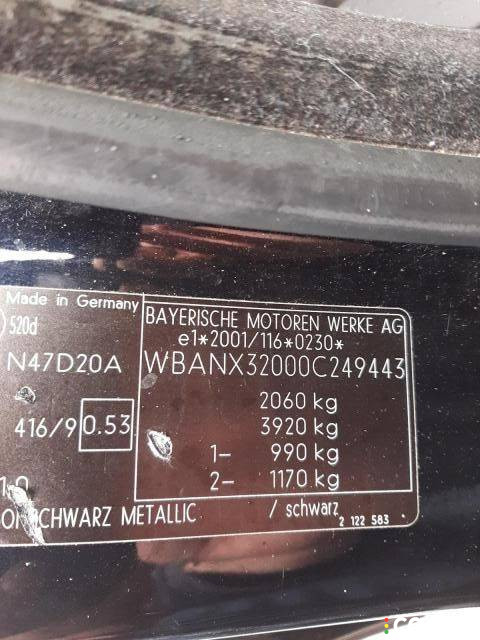 Made in Germany
520d
N47D20A
416/9 0.53
BAYERISCHE MOTOREN WERKE AG
e1*2001/116*0230*
WBANX32000C249443
2060 kg
3920 kg
1- 990 kg
2- 1170 kg
SCHWARZ METALLIC / schwarz
2 122 583